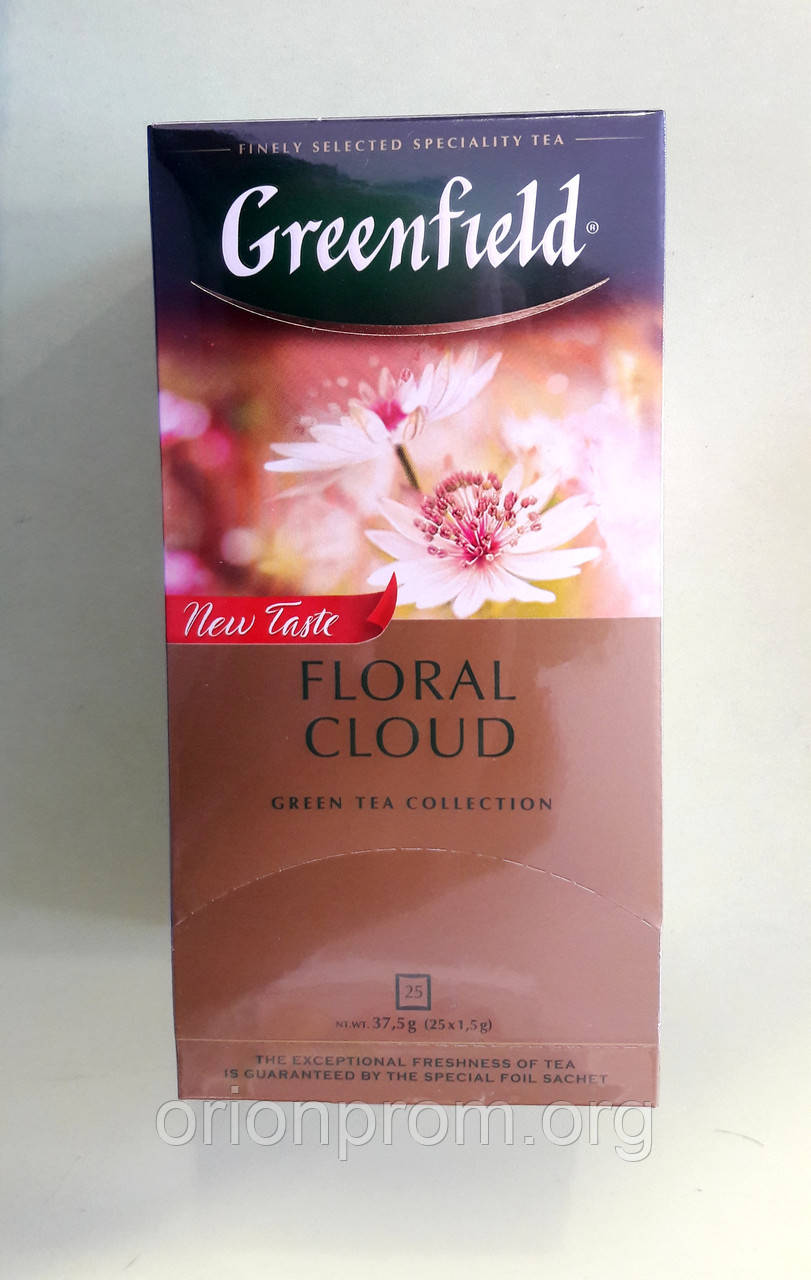 FINELY SELECTED SPECIALITY TEA
Greenfield®
New Taste
FLORAL
CLOUD
GREEN TEA COLLECTION
25
NT.WT. 37,5g (25x1,5g)
THE EXCEPTIONAL FRESHNESS OF TEA
IS GUARANTEED BY THE SPECIAL FOIL SACHET
orionprom.org